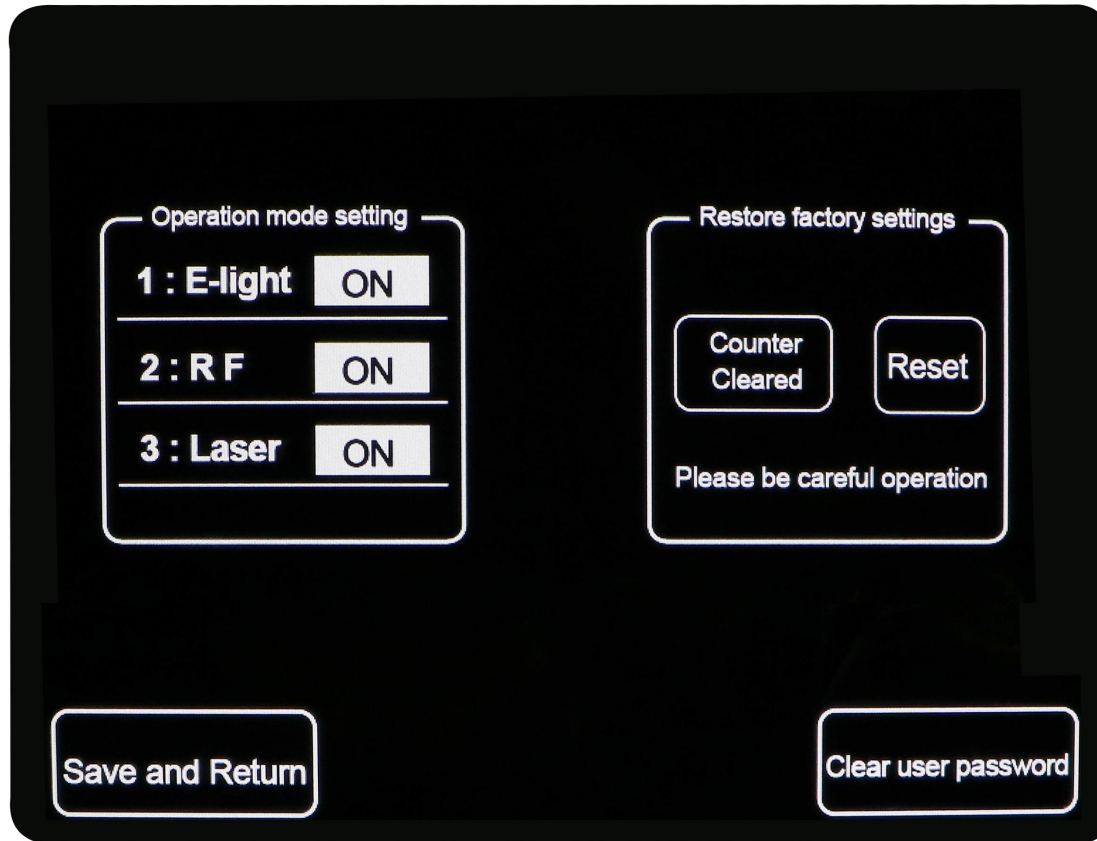 Operation mode setting
1 : E-light ON
2 : R F ON
3 : Laser ON
Restore factory settings
Counter
Cleared
Reset
Please be careful operation
Save and Return
Clear user password